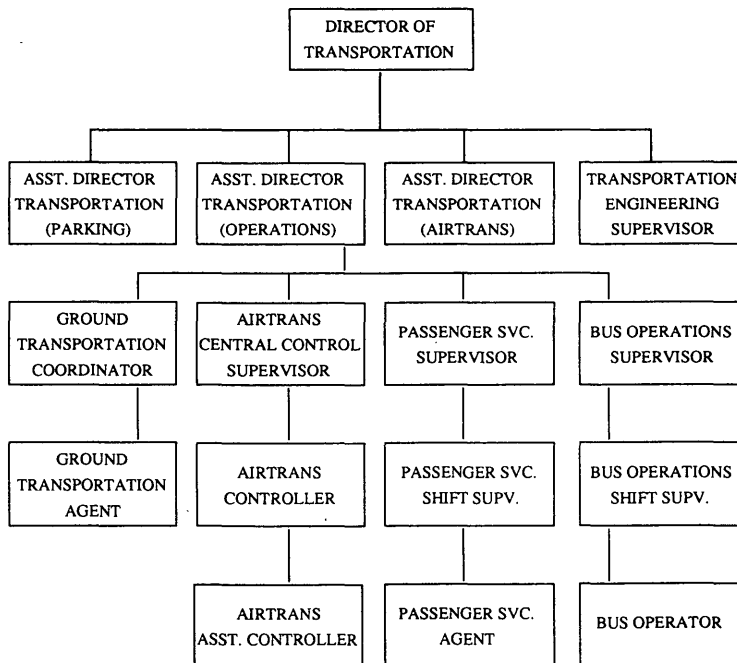 DIRECTOR OF
TRANSPORTATION
ASST. DIRECTOR
TRANSPORTATION
(PARKING)
ASST. DIRECTOR
TRANSPORTATION
(OPERATIONS)
ASST. DIRECTOR
TRANSPORTATION
(AIRTRANS)
TRANSPORTATION
ENGINEERING
SUPERVISOR
GROUND
TRANSPORTATION
COORDINATOR
AIRTRANS
CENTRAL CONTROL
SUPERVISOR
PASSENGER SVC.
SUPERVISOR
BUS OPERATIONS
SUPERVISOR
GROUND
TRANSPORTATION
AGENT
AIRTRANS
CONTROLLER
PASSENGER SVC.
SHIFT SUPV.
BUS OPERATIONS
SHIFT SUPV.
AIRTRANS
ASST. CONTROLLER
PASSENGER SVC.
AGENT
BUS OPERATOR